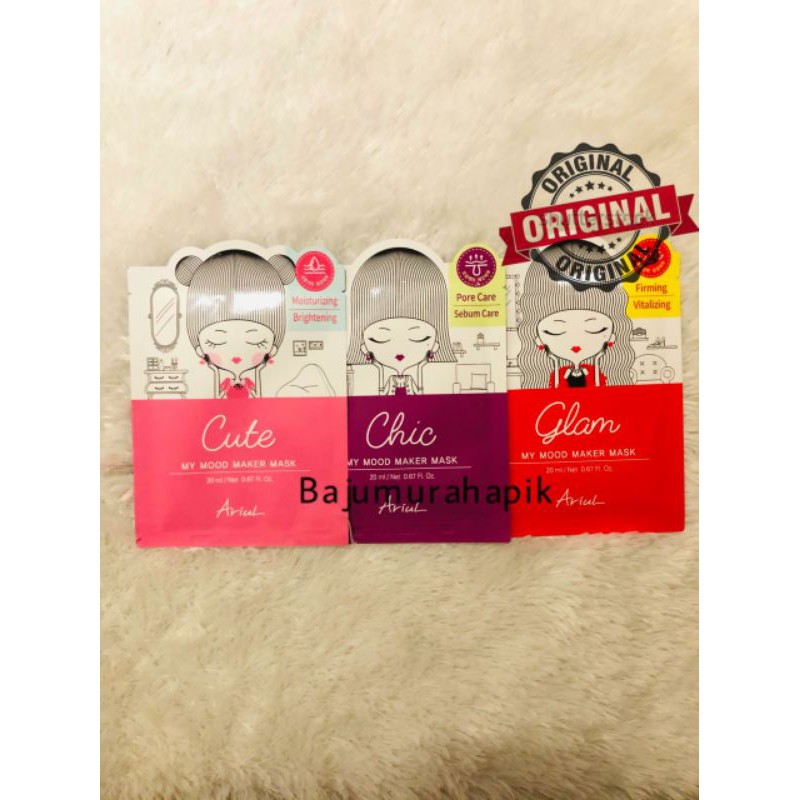 ORIGINAL
ORIGINAL
ORIGINAL
Moisturizing
Brightening
Pore Care
Sebum Care
Firming
Vitalizing
Cute
MY MOOD MAKER MASK
20 ml / Net 0.67 Fl. Oz.
Ariul
Chic
MY MOOD MAKER MASK
20 ml / Net 0.67 Fl. Oz.
Ariul
Glam
MY MOOD MAKER MASK
20 ml / Net 0.67 Fl. Oz.
Ariul
Bajumurahapik